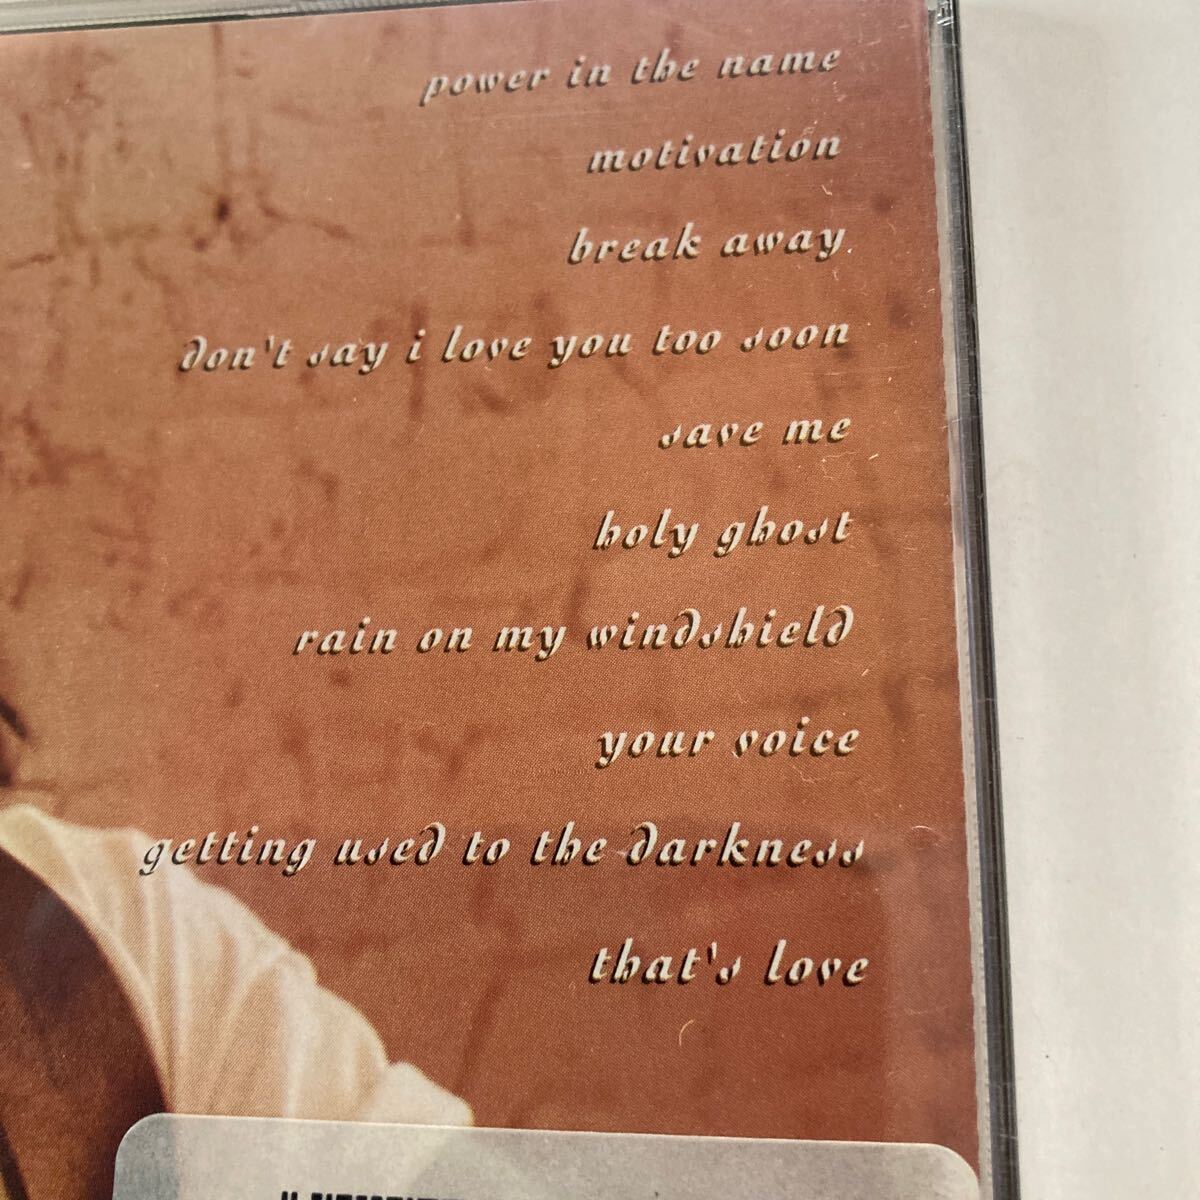 power in the name
motivation
break away
don't say i love you too soon
save me
holy ghost
rain on my windshield
your voice
getting used to the darkness
that's love